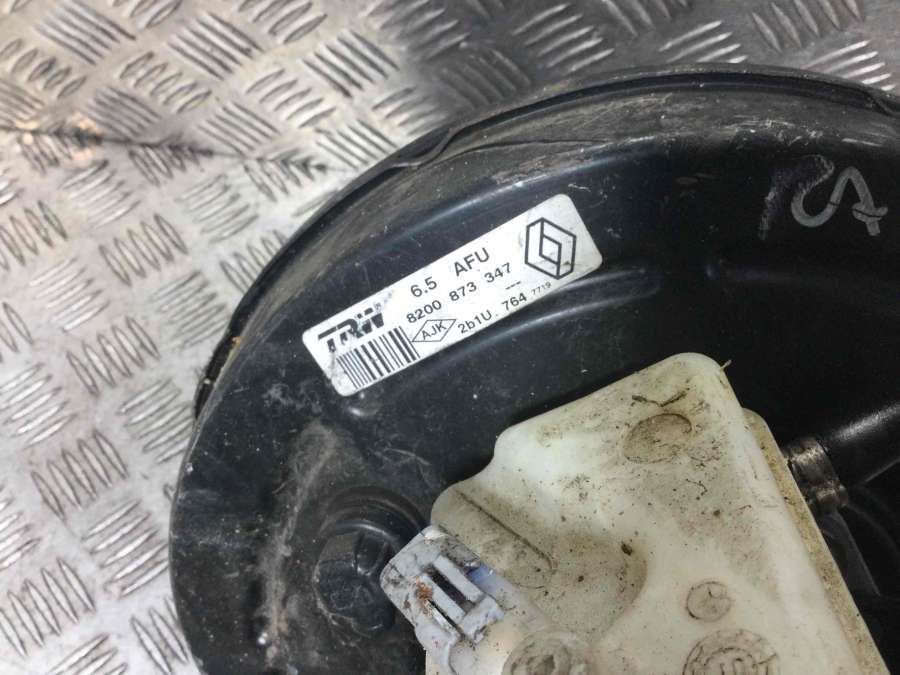 6.5 AFU
8200 873 347
TRW
AJK 2b1U. 764 7719